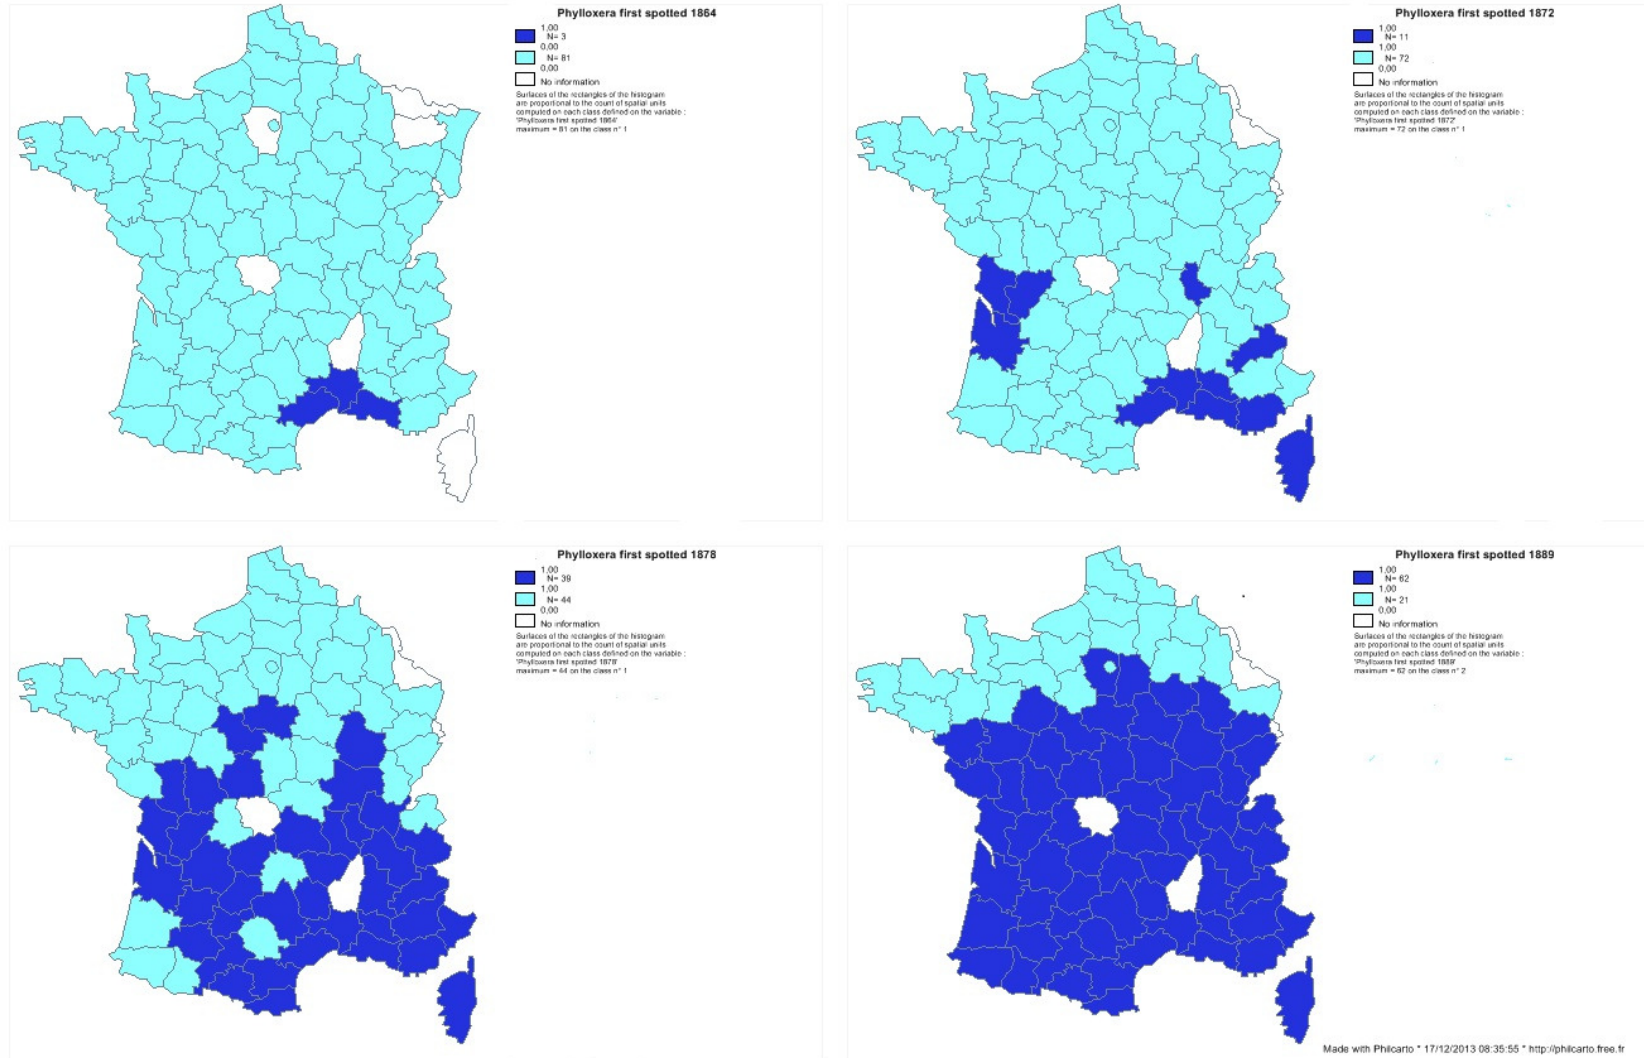 Phylloxera first spotted 1864
1,00
N= 3
0,00
N= 81
0,00
No information
Surfaces of the rectangles of the histogram
are proportional to the count of spatial units
computed on each class defined on the variable :
'Phylloxera first spotted 1864'
maximum = 81 on the class n° 1
Phylloxera first spotted 1872
1,00
N= 11
1,00
N= 72
0,00
No information
Surfaces of the rectangles of the histogram
are proportional to the count of spatial units
computed on each class defined on the variable :
'Phylloxera first spotted 1872'
maximum = 72 on the class n° 1
Phylloxera first spotted 1878
1,00
N= 39
1,00
N= 44
0,00
No information
Surfaces of the rectangles of the histogram
are proportional to the count of spatial units
computed on each class defined on the variable :
'Phylloxera first spotted 1878'
maximum = 44 on the class n° 1
Phylloxera first spotted 1889
1,00
N= 62
1,00
N= 21
0,00
No information
Surfaces of the rectangles of the histogram
are proportional to the count of spatial units
computed on each class defined on the variable :
'Phylloxera first spotted 1889'
maximum = 62 on the class n° 2
Made with Philcarto * 17/12/2013 08:35:55 * http://philcarto.free.fr